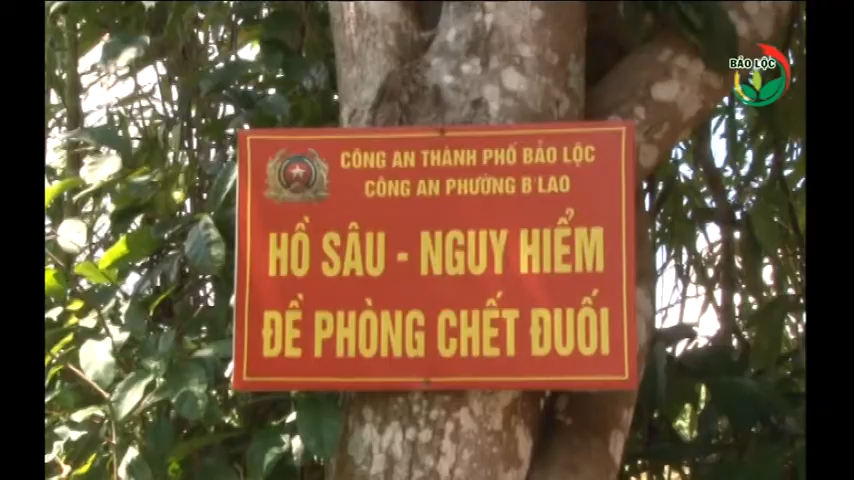 BẢO LỘC
CÔNG AN THÀNH PHỐ BẢO LỘC
CÔNG AN PHƯỜNG B'LAO
HỒ SÂU - NGUY HIỂM
ĐỀ PHÒNG CHẾT ĐUỐI